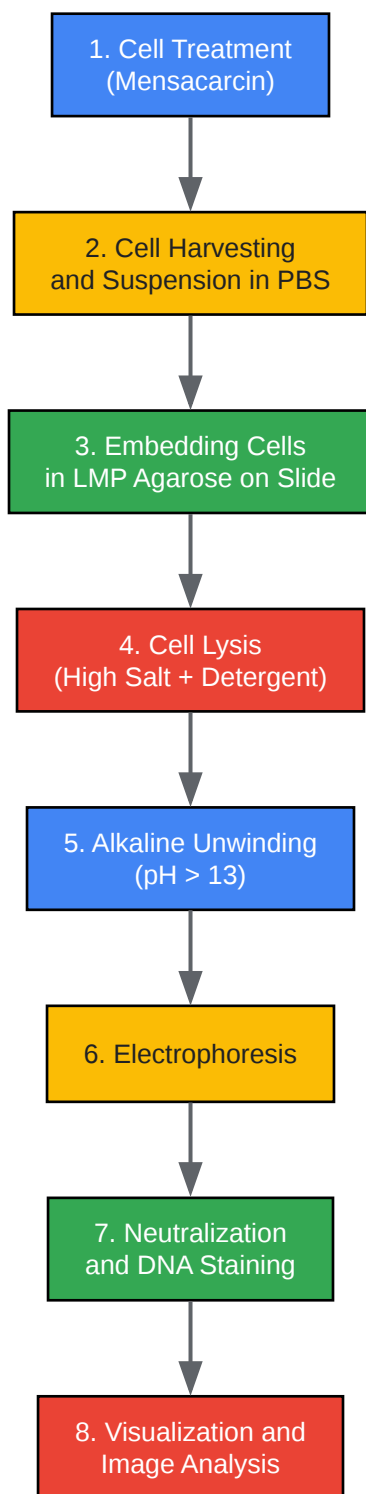 1. Cell Treatment
(Mensacarcin)
2. Cell Harvesting
and Suspension in PBS
3. Embedding Cells
in LMP Agarose on Slide
4. Cell Lysis
(High Salt + Detergent)
5. Alkaline Unwinding
(pH > 13)
6. Electrophoresis
7. Neutralization
and DNA Staining
8. Visualization and
Image Analysis